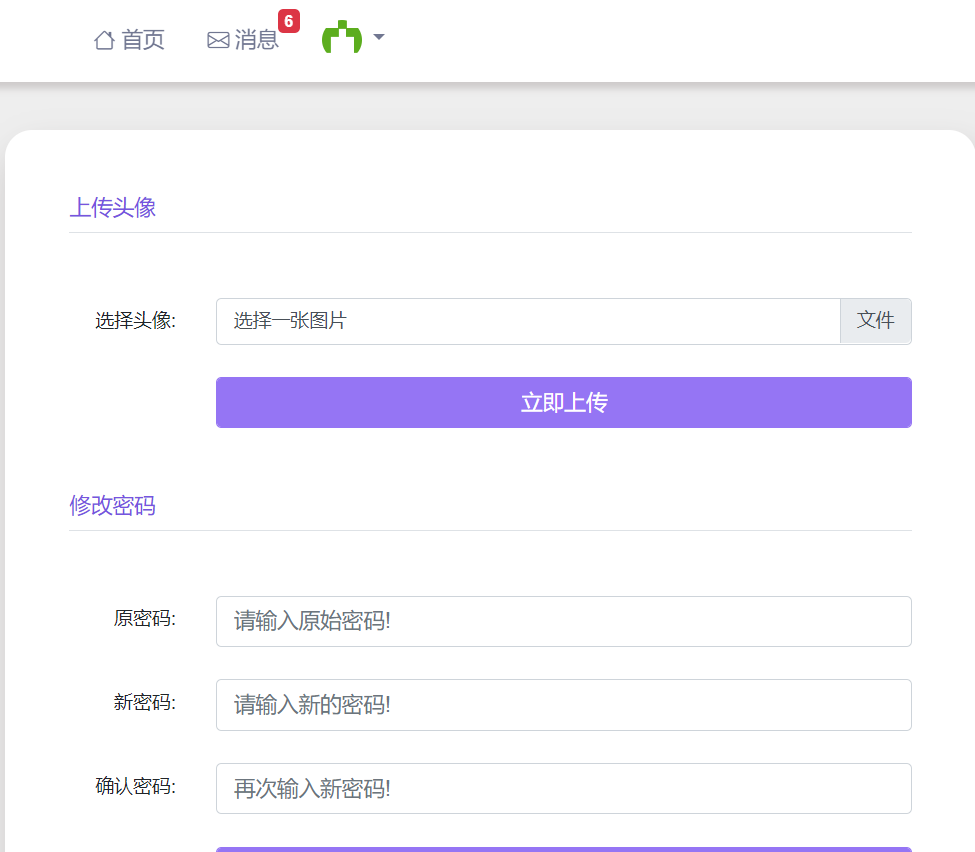 首页 消息 6
上传头像
选择头像: 选择一张图片 文件
立即上传
修改密码
原密码: 请输入原始密码!
新密码: 请输入新的密码!
确认密码: 再次输入新密码!